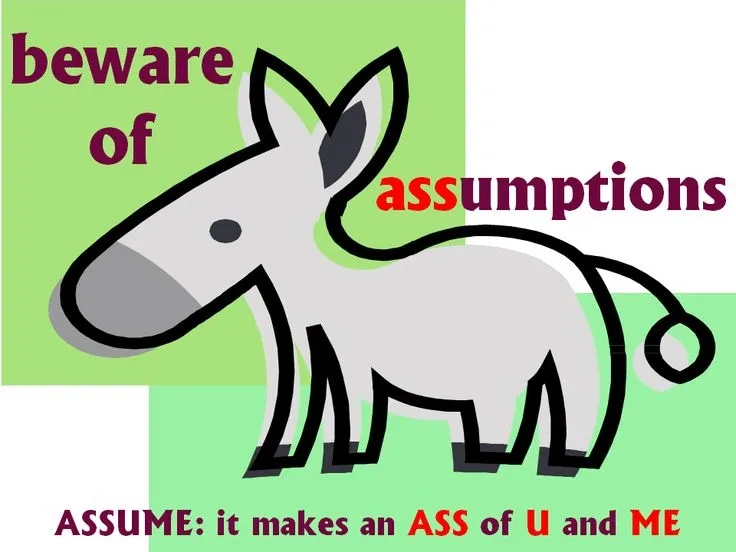 beware
of
assumptions
ASSUME: it makes an ASS of U and ME